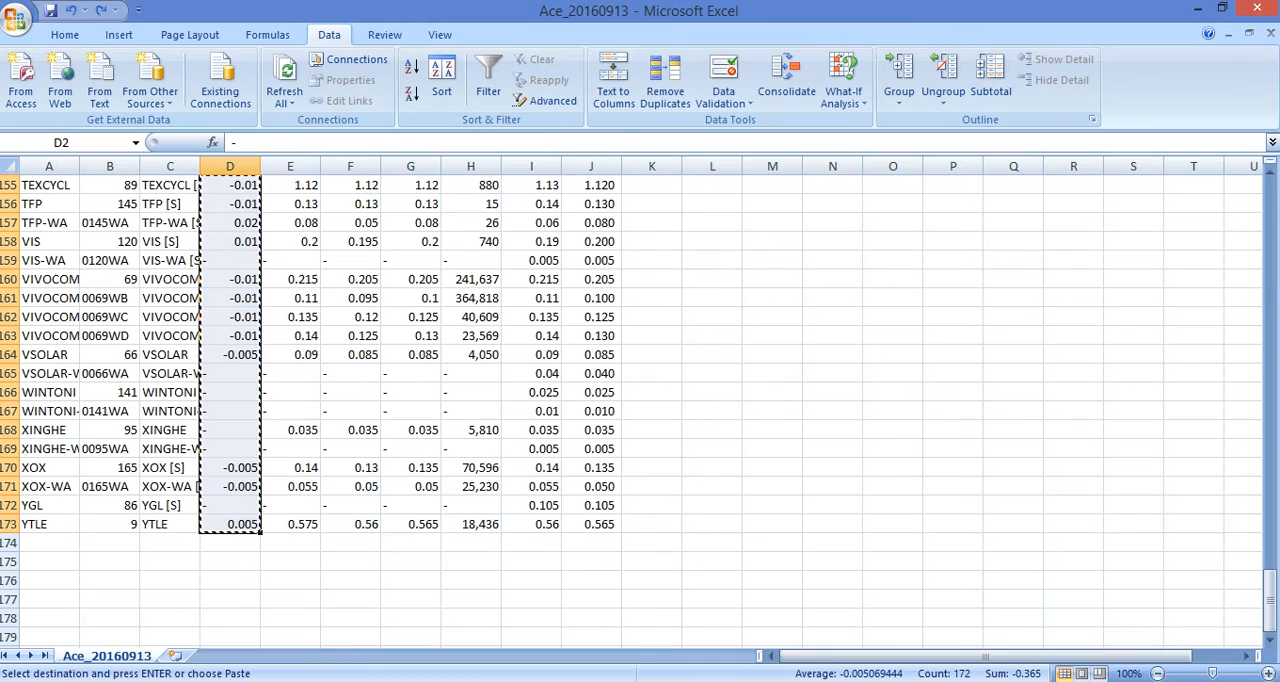 Ace_20160913 - Microsoft Excel
Home Insert Page Layout Formulas Data Review View
From Access From Web From Text From Other Sources Existing Connections Refresh All Connections Properties Edit Links Sort Filter Clear Reapply Advanced Text to Columns Remove Duplicates Data Validation Consolidate What-If Analysis Group Ungroup Subtotal Show Detail Hide Detail
Get External Data Connections Sort & Filter Data Tools Outline
D2 fx -
A B C D E F G H I J K L M N O P Q R S T U
155 TEXCYCL 89 TEXCYCL [ -0.01 1.12 1.12 1.12 880 1.13 1.120
156 TFP 145 TFP [S] -0.01 0.13 0.13 0.13 15 0.14 0.130
157 TFP-WA 0145WA TFP-WA [S 0.02 0.08 0.05 0.08 26 0.06 0.080
158 VIS 120 VIS [S] 0.01 0.2 0.195 0.2 740 0.19 0.200
159 VIS-WA 0120WA VIS-WA [S - - - - - 0.005 0.005
160 VIVOCOM 69 VIVOCOM -0.01 0.215 0.205 0.205 241,637 0.215 0.205
161 VIVOCOM 0069WB VIVOCOM -0.01 0.11 0.095 0.1 364,818 0.11 0.100
162 VIVOCOM 0069WC VIVOCOM -0.01 0.135 0.12 0.125 40,609 0.135 0.125
163 VIVOCOM 0069WD VIVOCOM -0.01 0.14 0.125 0.13 23,569 0.14 0.130
164 VSOLAR 66 VSOLAR -0.005 0.09 0.085 0.085 4,050 0.09 0.085
165 VSOLAR-W 0066WA VSOLAR-W - - - - - 0.04 0.040
166 WINTONI 141 WINTONI - - - - - 0.025 0.025
167 WINTONI- 0141WA WINTONI- - - - - - 0.01 0.010
168 XINGHE 95 XINGHE - 0.035 0.035 0.035 5,810 0.035 0.035
169 XINGHE-W 0095WA XINGHE-W - - - - - 0.005 0.005
170 XOX 165 XOX [S] -0.005 0.14 0.13 0.135 70,596 0.14 0.135
171 XOX-WA 0165WA XOX-WA [ -0.005 0.055 0.05 0.05 25,230 0.055 0.050
172 YGL 86 YGL [S] - - - - - 0.105 0.105
173 YTLE 9 YTLE 0.005 0.575 0.56 0.565 18,436 0.56 0.565
174
175
176
177
178
179
Ace_20160913
Select destination and press ENTER or choose Paste Average: -0.005069444 Count: 172 Sum: -0.365 100%